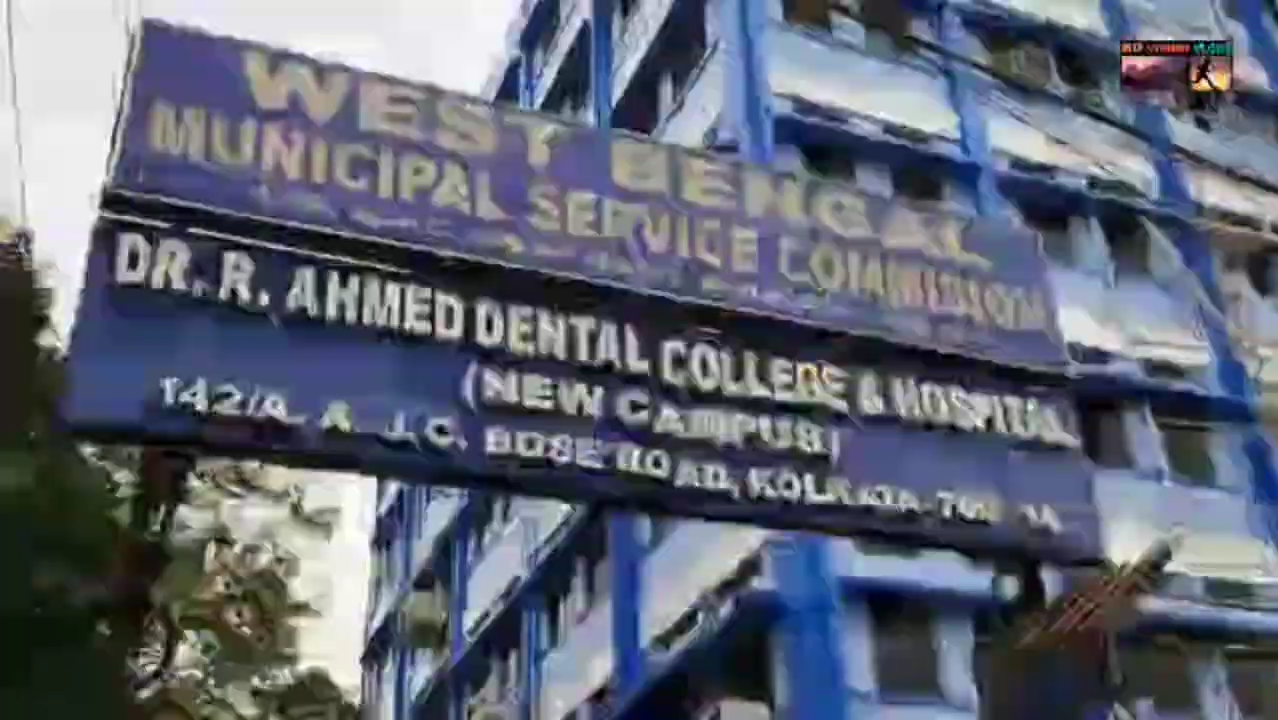 WEST BENGAL
MUNICIPAL SERVICE COMMISSION
DR. R. AHMED DENTAL COLLEGE & HOSPITAL
(NEW CAMPUS)
142/A, A. J.C. BOSE ROAD, KOLKATA-